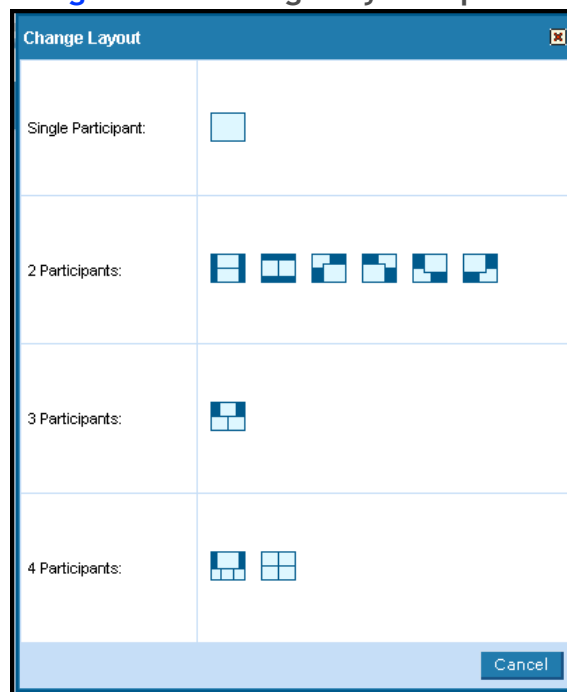 Change Layout
Single Participant:
2 Participants:
3 Participants:
4 Participants:
Cancel